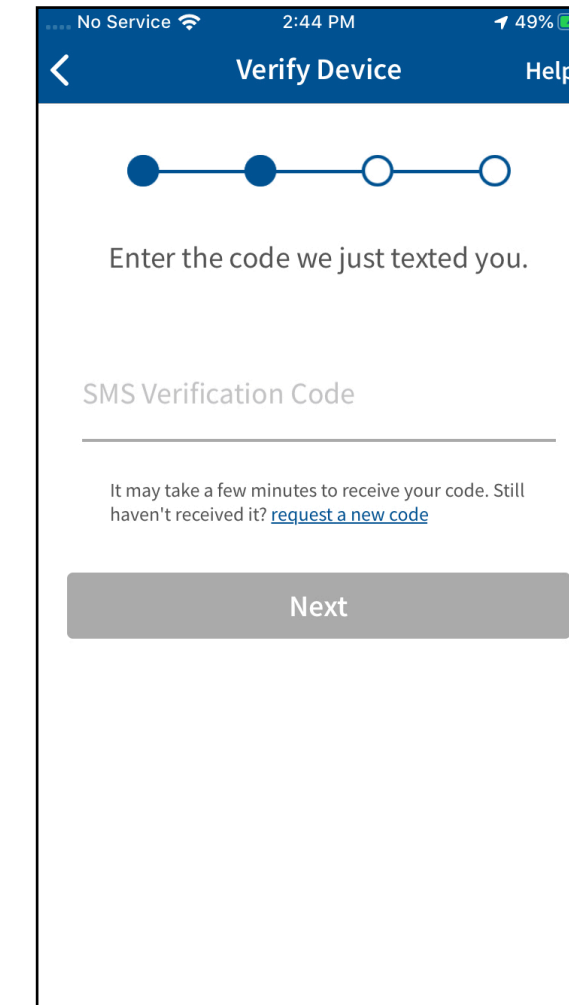 No Service 2:44 PM 49%
Verify Device Help
Enter the code we just texted you.
SMS Verification Code
It may take a few minutes to receive your code. Still
haven't received it? request a new code
Next